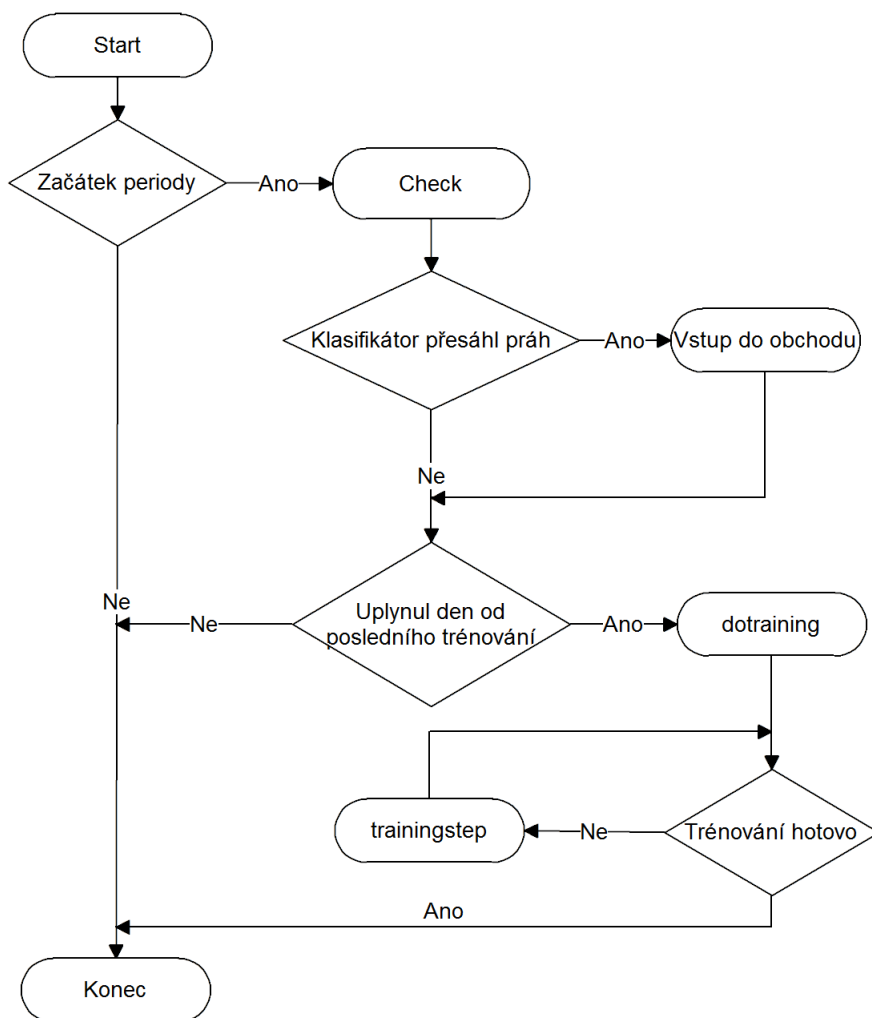 Start
Začátek periody
Ano
Check
Klasifikátor přesáhl práh
Ano
Vstup do obchodu
Ne
Ne
Uplynul den od
posledního trénování
Ne
Ano
dotraining
trainingstep
Ne
Trénování hotovo
Ano
Konec